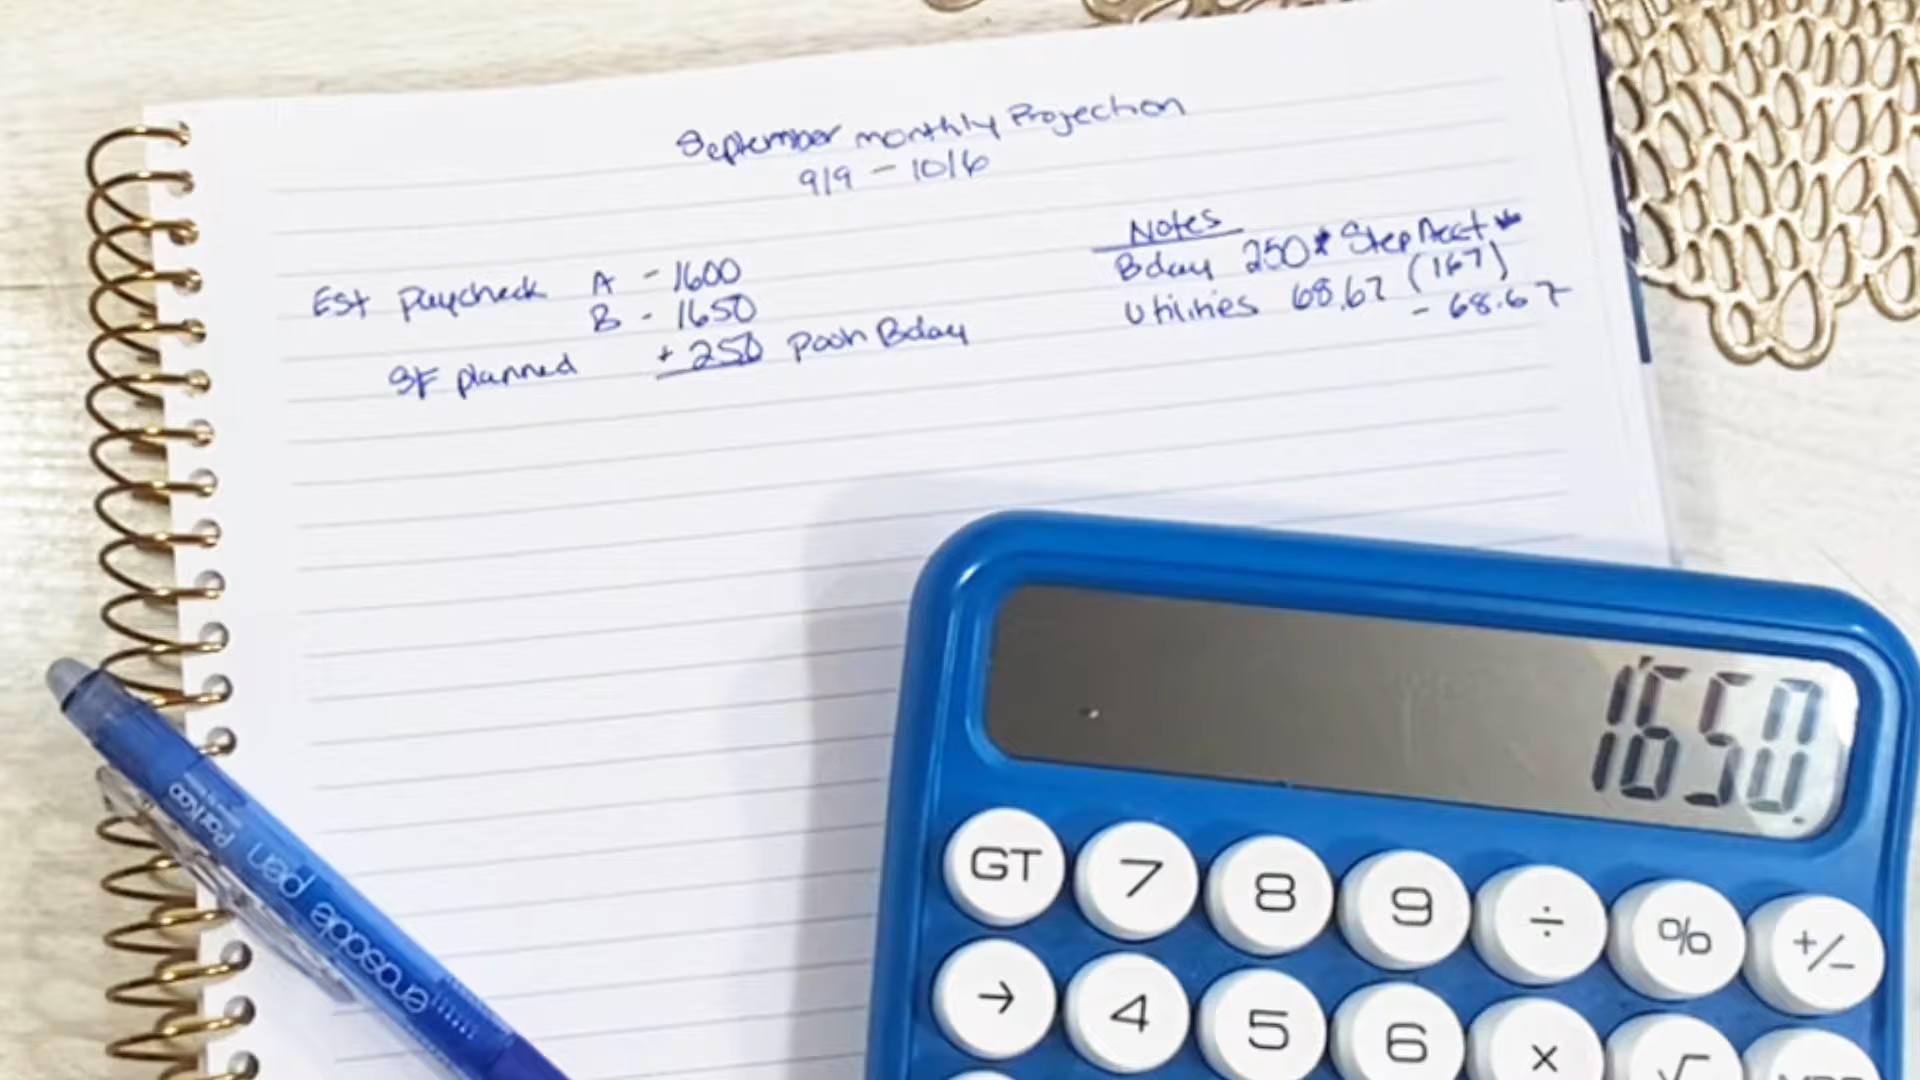 September monthly Projection
9/9 - 10/6
Est Paycheck A - 1600
B - 1650
SF planned + 250 Pooh Bday
Notes
Bday 250 * Step Acct *
Utilities 68.67 (167)
- 68.67
1650.
GT 7 8 9 ÷ % +/-
→ 4 5 6 × √
erasable pen
ParKoo